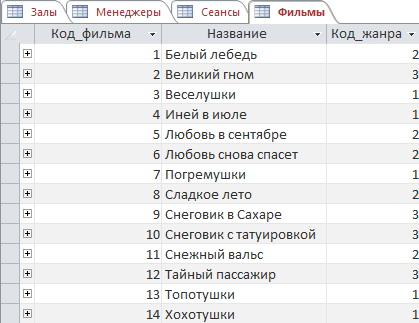 Залы Менеджеры Сеансы Фильмы
Код_фильма Название Код_жанра
1 Белый лебедь 2
2 Великий гном 3
3 Веселушки 1
4 Иней в июле 1
5 Любовь в сентябре 2
6 Любовь снова спасет 2
7 Погремушки 1
8 Сладкое лето 2
9 Снеговик в Сахаре 3
10 Снеговик с татуировкой 3
11 Снежный вальс 2
12 Тайный пассажир 3
13 Топотушки 1
14 Хохотушки 1